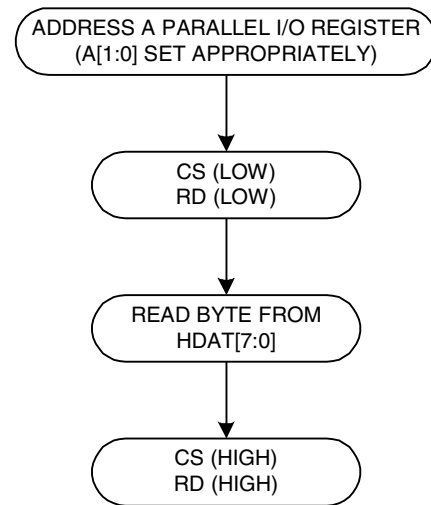 ADDRESS A PARALLEL I/O REGISTER
(A[1:0] SET APPROPRIATELY)
CS (LOW)
RD (LOW)
READ BYTE FROM
HDAT[7:0]
CS (HIGH)
RD (HIGH)